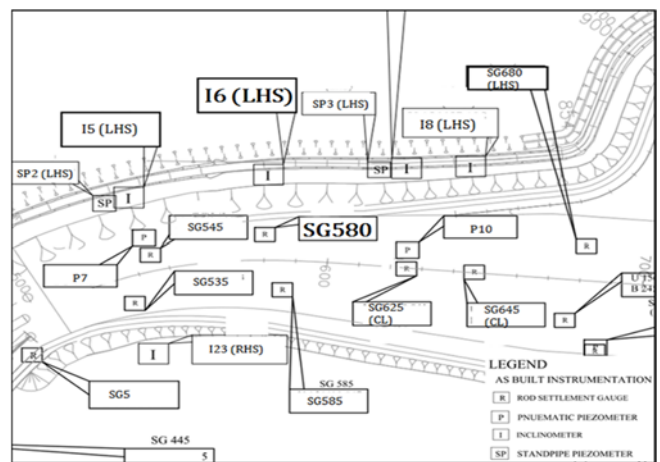 SG680
(LHS)
I6 (LHS)
SP3 (LHS)
I5 (LHS)
I8 (LHS)
850
SP2 (LHS)
SP
I
I
SP
I
I
SG545
SG580
P10
P
R
R
P
R
P7
SG535
600
R
R
R
R
SG625
(CL)
SG645
(CL)
R
R
I
I23 (RHS)
R
SG5
SG 585
SG585
LEGEND
AS BUILT INSTRUMENTATION
R ROD SETTLEMENT GAUGE
P PNUEMATIC PIEZOMETER
I INCLINOMETER
SP STANDPIPE PIEZOMETER
SG 445
5